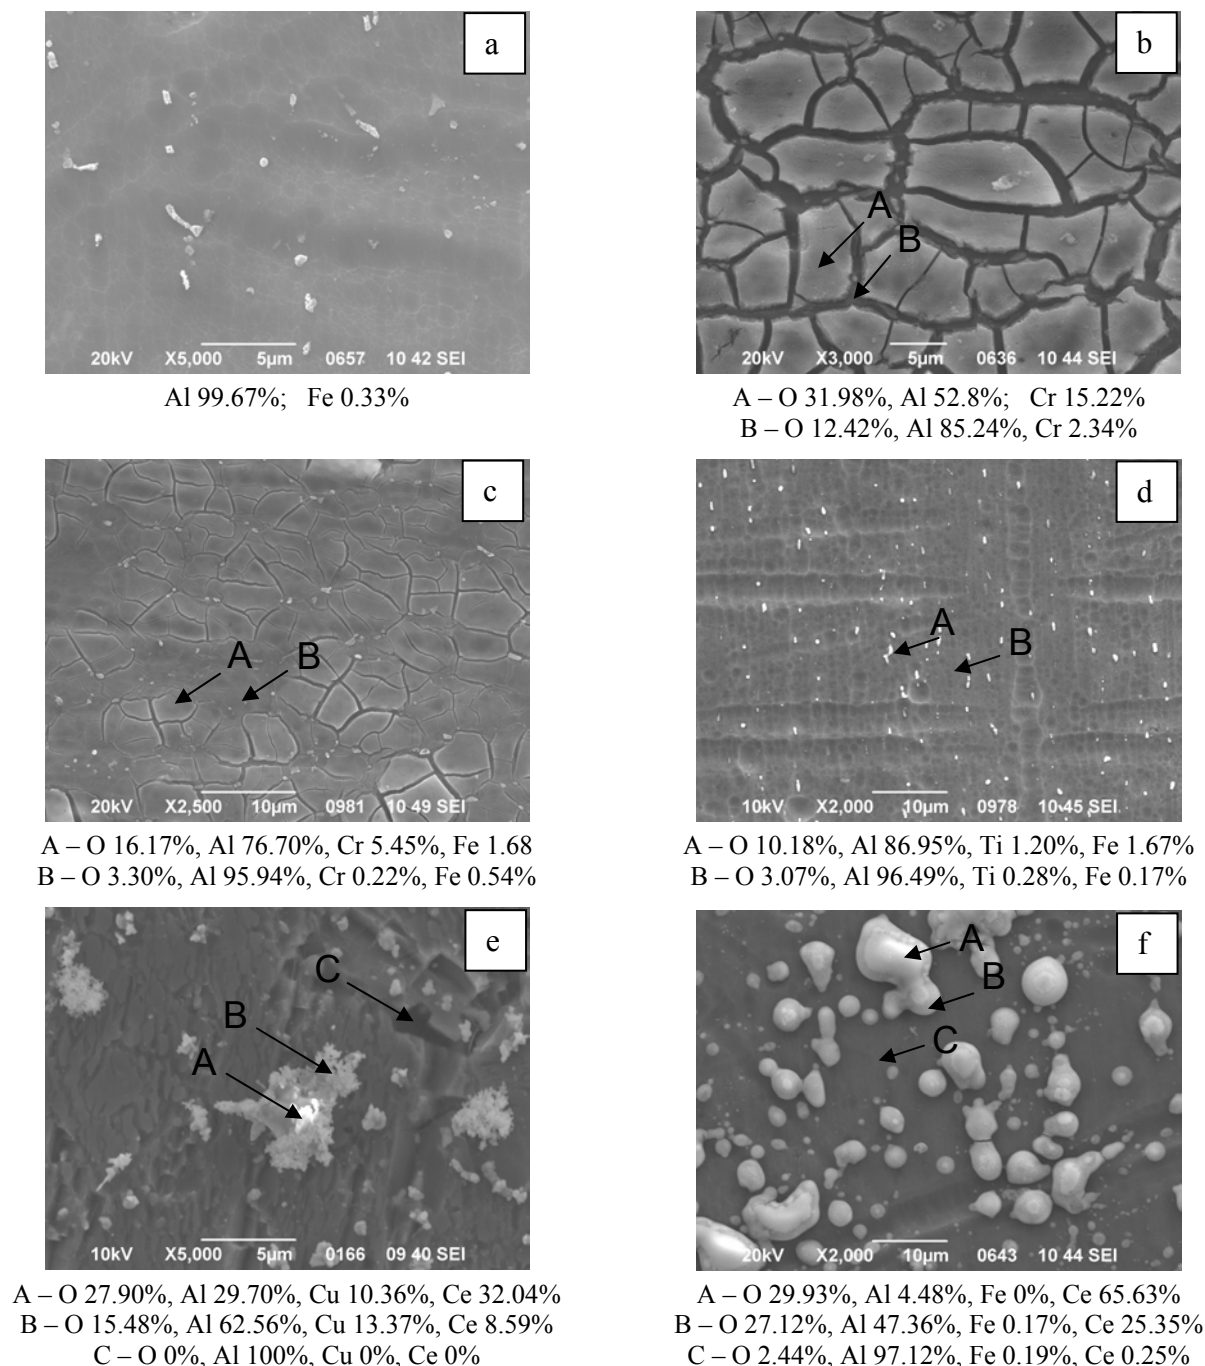 a
20kV X5,000 5µm 0657 10 42 SEI
Al 99.67%; Fe 0.33%
b
A
B
20kV X3,000 5µm 0636 10 44 SEI
A – O 31.98%, Al 52.8%; Cr 15.22%
B – O 12.42%, Al 85.24%, Cr 2.34%
c
A B
20kV X2,500 10µm 0981 10 49 SEI
A – O 16.17%, Al 76.70%, Cr 5.45%, Fe 1.68
B – O 3.30%, Al 95.94%, Cr 0.22%, Fe 0.54%
d
A
B
10kV X2,000 10µm 0978 10 45 SEI
A – O 10.18%, Al 86.95%, Ti 1.20%, Fe 1.67%
B – O 3.07%, Al 96.49%, Ti 0.28%, Fe 0.17%
e
C
B
A
10kV X5,000 5µm 0166 09 40 SEI
A – O 27.90%, Al 29.70%, Cu 10.36%, Ce 32.04%
B – O 15.48%, Al 62.56%, Cu 13.37%, Ce 8.59%
C – O 0%, Al 100%, Cu 0%, Ce 0%
f
A
B
C
20kV X2,000 10µm 0643 10 44 SEI
A – O 29.93%, Al 4.48%, Fe 0%, Ce 65.63%
B – O 27.12%, Al 47.36%, Fe 0.17%, Ce 25.35%
C – O 2.44%, Al 97.12%, Fe 0.19%, Ce 0.25%